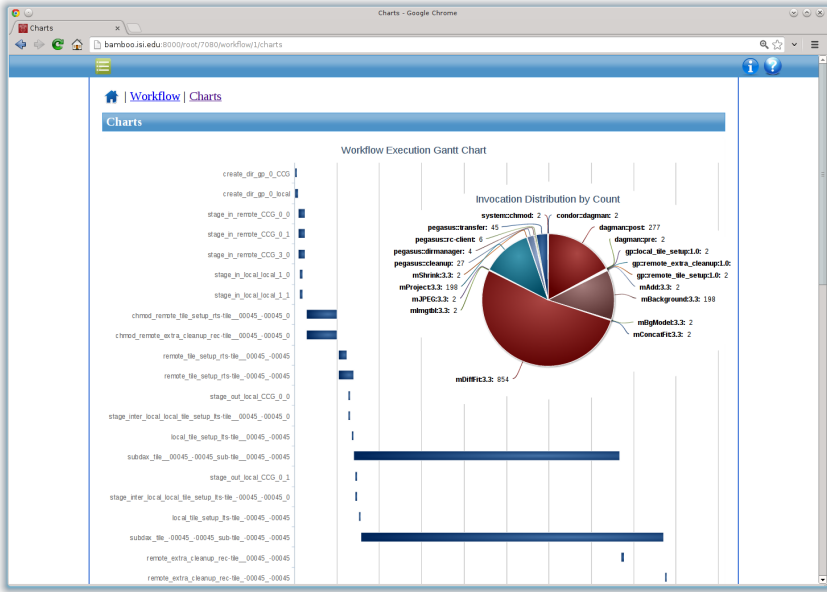 Charts - Google Chrome
Charts
bamboo.isi.edu:8000/root/7080/workflow/1/charts
| Workflow | Charts
Charts
Workflow Execution Gantt Chart
create_dir_gp_0_CCG
create_dir_gp_0_local
stage_in_remote_CCG_0_0
stage_in_remote_CCG_0_1
stage_in_remote_CCG_3_0
stage_in_local_local_1_0
stage_in_local_local_1_1
chmod_remote_tile_setup_rts-tile__00045_-00045_0
chmod_remote_extra_cleanup_rec-tile__00045_-00045_0
remote_tile_setup_rts-tile__00045_-00045
remote_tile_setup_rts-tile_-00045_-00045
stage_out_local_CCG_0_0
stage_inter_local_local_tile_setup_lts-tile__00045_-00045_0
local_tile_setup_lts-tile__00045_-00045
subdax_tile__00045_-00045_sub-tile__00045_-00045
stage_out_local_CCG_0_1
stage_inter_local_local_tile_setup_lts-tile_-00045_-00045_0
local_tile_setup_lts-tile_-00045_-00045
subdax_tile_-00045_-00045_sub-tile_-00045_-00045
remote_extra_cleanup_rec-tile__00045_-00045
remote_extra_cleanup_rec-tile_-00045_-00045
Invocation Distribution by Count
system::chmod: 2
condor::dagman: 2
pegasus::transfer: 45
dagman::post: 277
pegasus::rc-client: 6
dagman::pre: 2
pegasus::dirmanager: 4
gp::local_tile_setup:1.0: 2
pegasus::cleanup: 27
gp::remote_extra_cleanup:1.0:
mShrink:3.3: 2
gp::remote_tile_setup:1.0: 2
mProject:3.3: 198
mAdd:3.3: 2
mJPEG:3.3: 2
mBackground:3.3: 198
mImgtbl:3.3: 2
mBgModel:3.3: 2
mConcatFit:3.3: 2
mDiffFit:3.3: 854